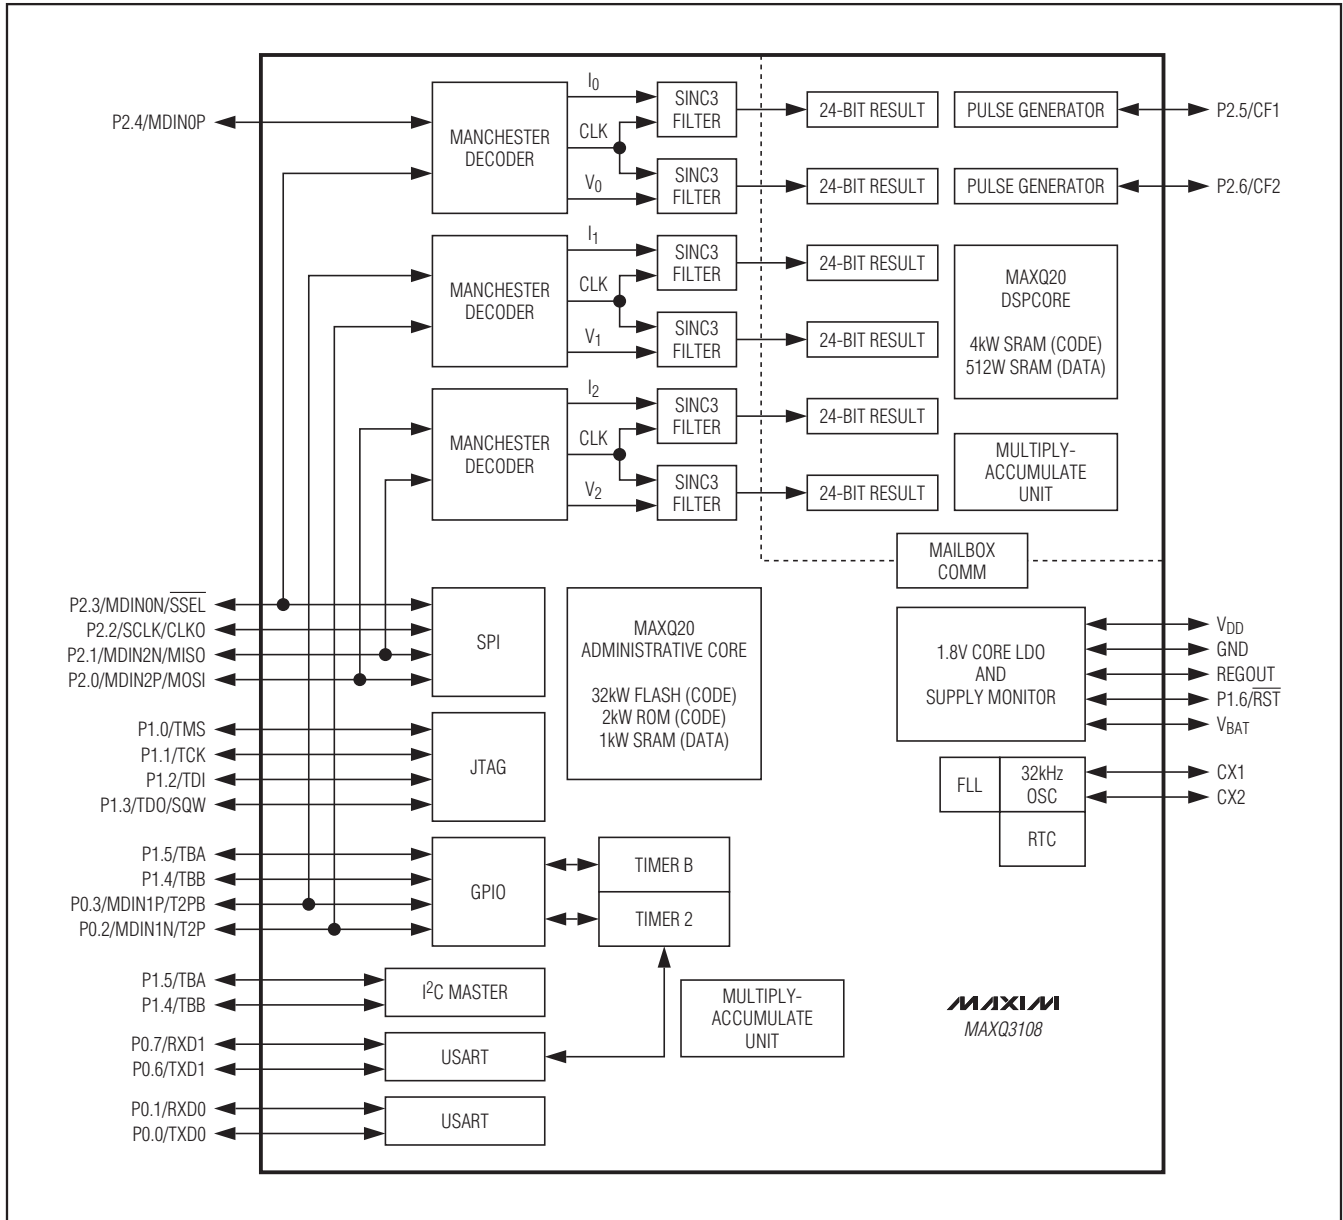 P2.4/MDIN0P
MANCHESTER
DECODER
I0
CLK
V0
SINC3
FILTER
SINC3
FILTER
24-BIT RESULT
24-BIT RESULT
PULSE GENERATOR
PULSE GENERATOR
P2.5/CF1
P2.6/CF2
MANCHESTER
DECODER
I1
CLK
V1
SINC3
FILTER
SINC3
FILTER
24-BIT RESULT
24-BIT RESULT
MAXQ20
DSPCORE
4kW SRAM (CODE)
512W SRAM (DATA)
MANCHESTER
DECODER
I2
CLK
V2
SINC3
FILTER
SINC3
FILTER
24-BIT RESULT
24-BIT RESULT
MULTIPLY-
ACCUMULATE
UNIT
MAILBOX
COMM
P2.3/MDIN0N/SSEL
P2.2/SCLK/CLKO
P2.1/MDIN2N/MISO
P2.0/MDIN2P/MOSI
SPI
MAXQ20
ADMINISTRATIVE CORE
32kW FLASH (CODE)
2kW ROM (CODE)
1kW SRAM (DATA)
1.8V CORE LDO
AND
SUPPLY MONITOR
VDD
GND
REGOUT
P1.6/RST
VBAT
P1.0/TMS
P1.1/TCK
P1.2/TDI
P1.3/TDO/SQW
JTAG
FLL
32kHz
OSC
RTC
CX1
CX2
P1.5/TBA
P1.4/TBB
P0.3/MDIN1P/T2PB
P0.2/MDIN1N/T2P
GPIO
TIMER B
TIMER 2
P1.5/TBA
P1.4/TBB
I2C MASTER
MULTIPLY-
ACCUMULATE
UNIT
MAXIM
MAXQ3108
P0.7/RXD1
P0.6/TXD1
USART
P0.1/RXD0
P0.0/TXD0
USART